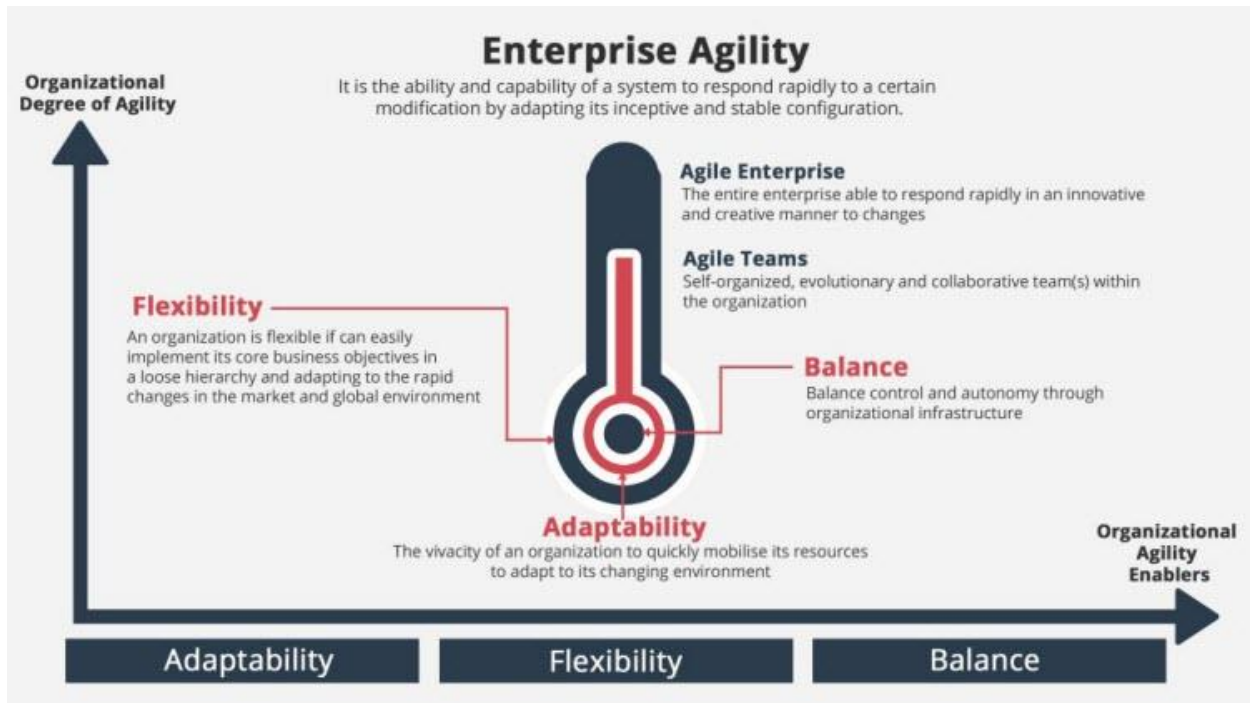 Enterprise Agility
It is the ability and capability of a system to respond rapidly to a certain
modification by adapting its inceptive and stable configuration.
Organizational
Degree of Agility
Agile Enterprise
The entire enterprise able to respond rapidly in an innovative
and creative manner to changes
Agile Teams
Self-organized, evolutionary and collaborative team(s) within
the organization
Flexibility
An organization is flexible if can easily
implement its core business objectives in
a loose hierarchy and adapting to the rapid
changes in the market and global environment
Balance
Balance control and autonomy through
organizational infrastructure
Adaptability
The vivacity of an organization to quickly mobilise its resources
to adapt to its changing environment
Organizational
Agility
Enablers
Adaptability
Flexibility
Balance